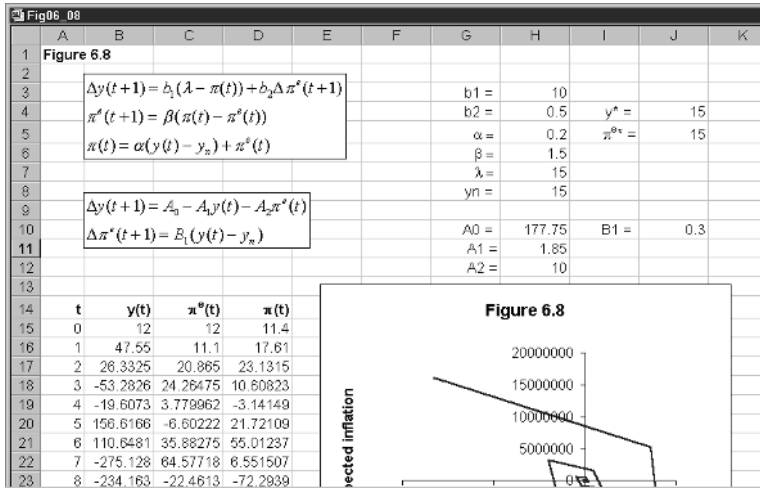 Fig06_08
A B C D E F G H I J K
1 Figure 6.8
2
3 Δy(t+1) = b₁(λ − π(t)) + b₂Δπᵉ(t+1) b1 = 10
4 πᵉ(t+1) = β(π(t) − πᵉ(t)) b2 = 0.5 y* = 15
5 π(t) = α(y(t) − yₙ) + πᵉ(t) α = 0.2 πᵉ* = 15
6 β = 1.5
7 λ = 15
8 yn = 15
9 Δy(t+1) = A₀ − A₁y(t) − A₂πᵉ(t)
10 Δπᵉ(t+1) = B₁(y(t) − yₙ) A0 = 177.75 B1 = 0.3
11 A1 = 1.85
12 A2 = 10
13
14 t y(t) πᵉ(t) π(t)
15 0 12 12 11.4
16 1 47.55 11.1 17.61
17 2 26.3325 20.865 23.1315
18 3 -53.2826 24.26475 10.60823
19 4 -19.6073 3.779962 -3.14149
20 5 156.6166 -6.60222 21.72109
21 6 110.6481 35.88275 55.01237
22 7 -275.128 64.57718 6.551507
23 8 -234.163 -22.4613 -72.2939
Figure 6.8
20000000
15000000
10000000
5000000
0
pected inflation